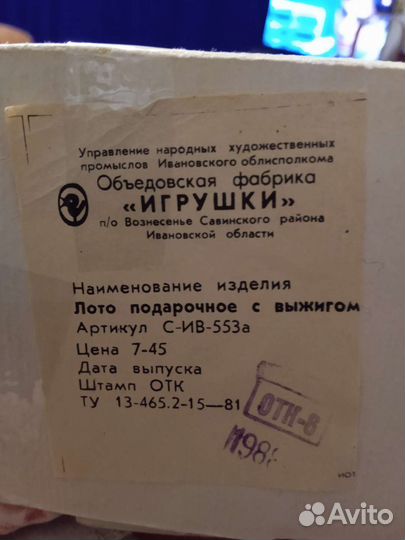 Управление народных художественных
промыслов Ивановского облисполкома
Объедовская фабрика
«ИГРУШКИ»
п/о Вознесенье Савинского района
Ивановской области
Наименование изделия
Лото подарочное с выжигом
Артикул С-ИВ-553а
Цена 7-45
Дата выпуска
Штамп ОТК
ТУ 13-465.2-15—81
ОТК-8
Avito